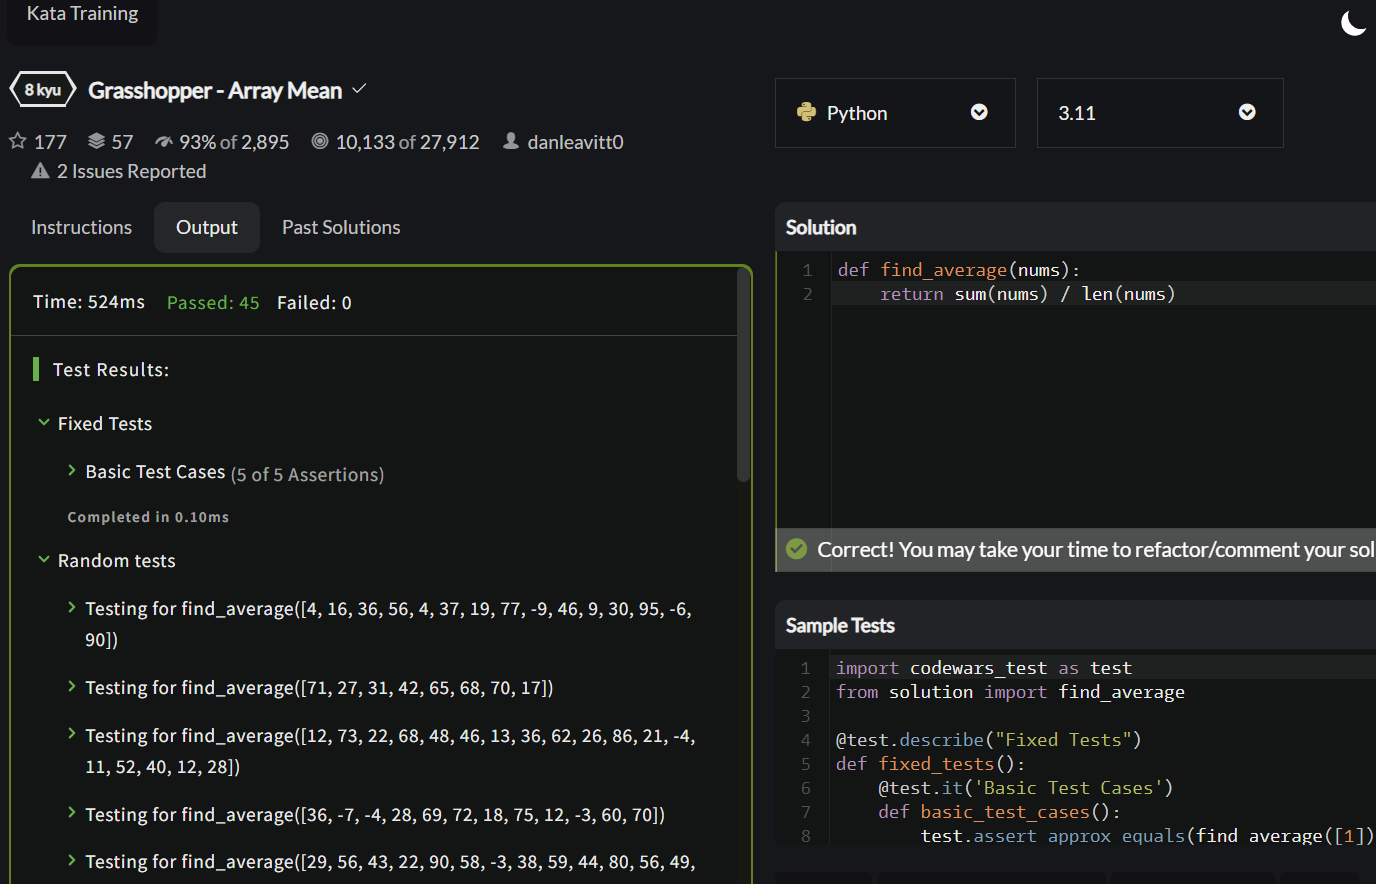 Kata Training
8 kyu Grasshopper - Array Mean
177 57 93% of 2,895 10,133 of 27,912 danleavitt0
2 Issues Reported
Instructions Output Past Solutions
Time: 524ms Passed: 45 Failed: 0
Test Results:
Fixed Tests
Basic Test Cases (5 of 5 Assertions)
Completed in 0.10ms
Random tests
Testing for find_average([4, 16, 36, 56, 4, 37, 19, 77, -9, 46, 9, 30, 95, -6,
90])
Testing for find_average([71, 27, 31, 42, 65, 68, 70, 17])
Testing for find_average([12, 73, 22, 68, 48, 46, 13, 36, 62, 26, 86, 21, -4,
11, 52, 40, 12, 28])
Testing for find_average([36, -7, -4, 28, 69, 72, 18, 75, 12, -3, 60, 70])
Testing for find_average([29, 56, 43, 22, 90, 58, -3, 38, 59, 44, 80, 56, 49,
Python 3.11
Solution
1 def find_average(nums):
2     return sum(nums) / len(nums)
Correct! You may take your time to refactor/comment your sol
Sample Tests
1 import codewars_test as test
2 from solution import find_average
3
4 @test.describe("Fixed Tests")
5 def fixed_tests():
6     @test.it('Basic Test Cases')
7     def basic_test_cases():
8         test.assert_approx_equals(find_average([1])